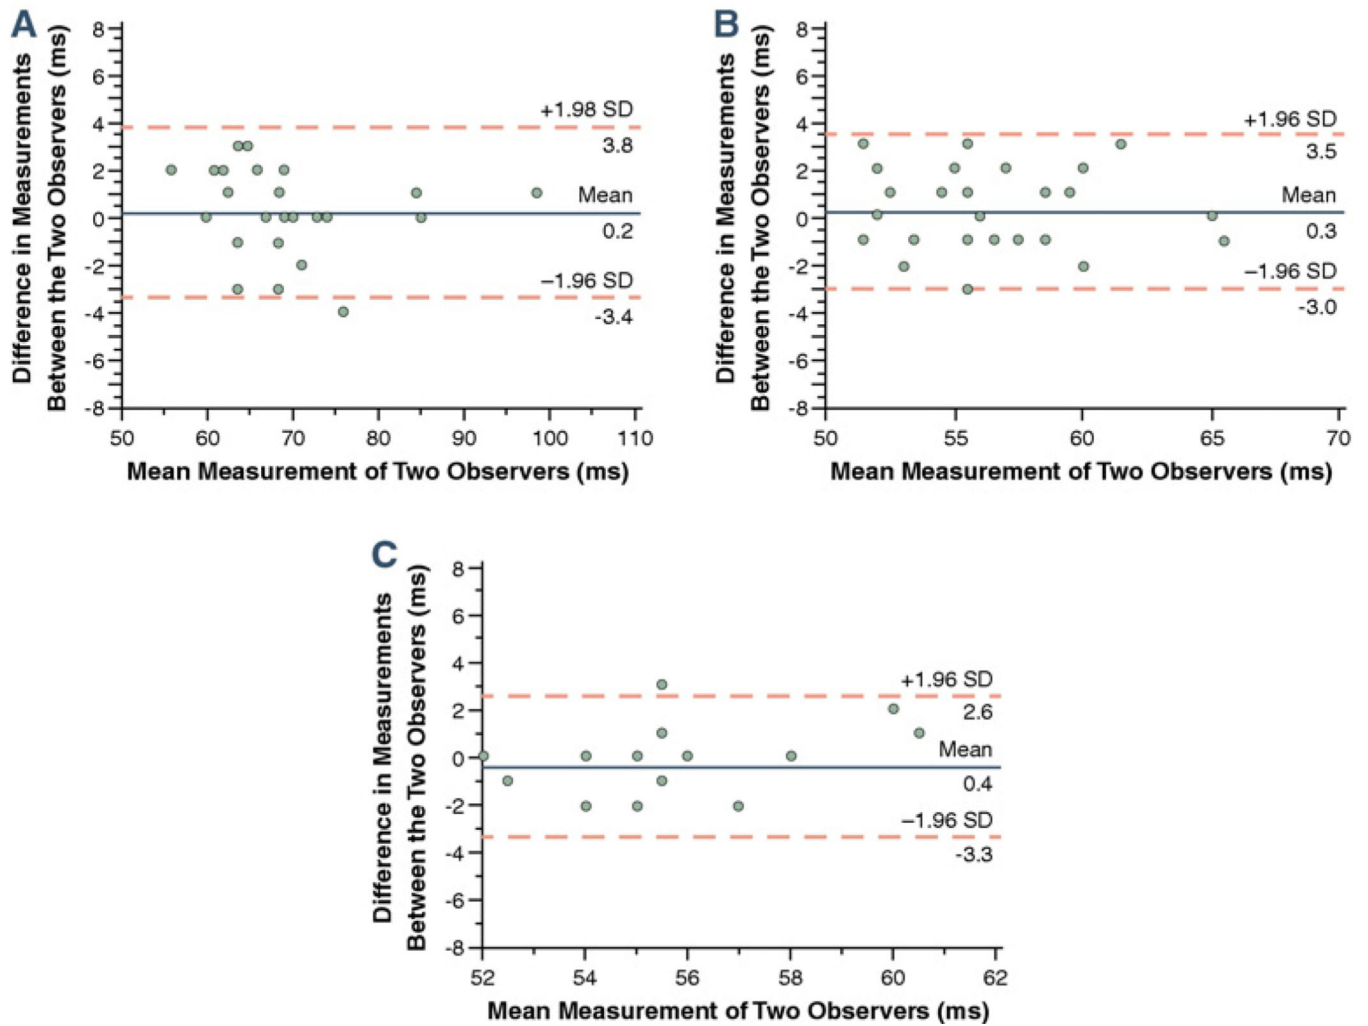 A
Difference in Measurements
Between the Two Observers (ms)
8
6
4
2
0
-2
-4
-6
-8
+1.98 SD
3.8
Mean
0.2
−1.96 SD
-3.4
50 60 70 80 90 100 110
Mean Measurement of Two Observers (ms)
B
Difference in Measurements
Between the Two Observers (ms)
8
6
4
2
0
-2
-4
-6
-8
+1.96 SD
3.5
Mean
0.3
−1.96 SD
-3.0
50 55 60 65 70
Mean Measurement of Two Observers (ms)
C
Difference in Measurements
Between the Two Observers (ms)
8
6
4
2
0
-2
-4
-6
-8
+1.96 SD
2.6
Mean
0.4
−1.96 SD
-3.3
52 54 56 58 60 62
Mean Measurement of Two Observers (ms)